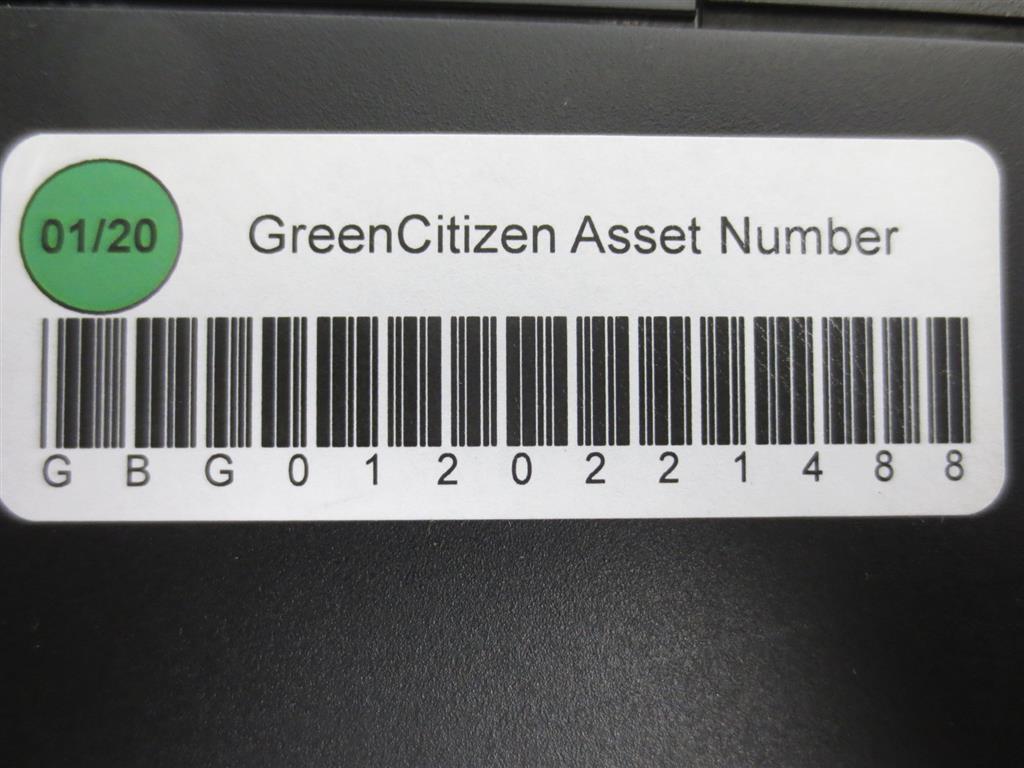 01/20
GreenCitizen Asset Number
G B G 0 1 2 0 2 2 1 4 8 8